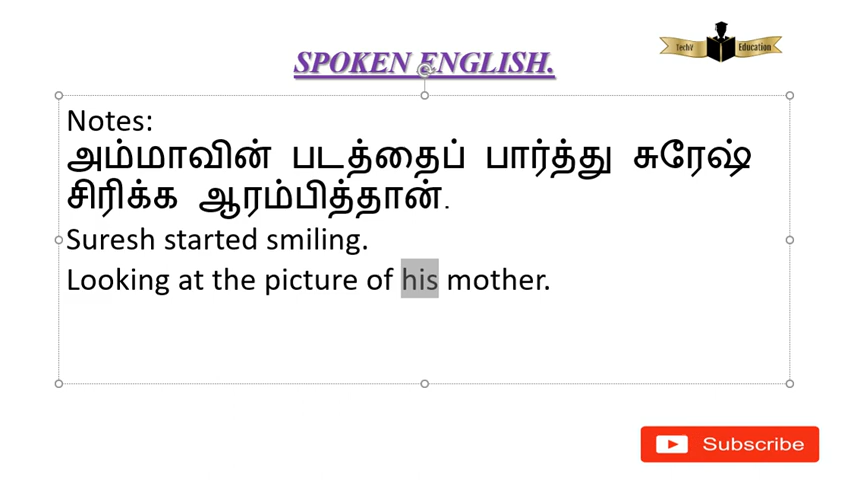 SPOKEN ENGLISH.
TechV Education
Notes:
அம்மாவின் படத்தைப் பார்த்து சுரேஷ்
சிரிக்க ஆரம்பித்தான்.
Suresh started smiling.
Looking at the picture of his mother.
Subscribe